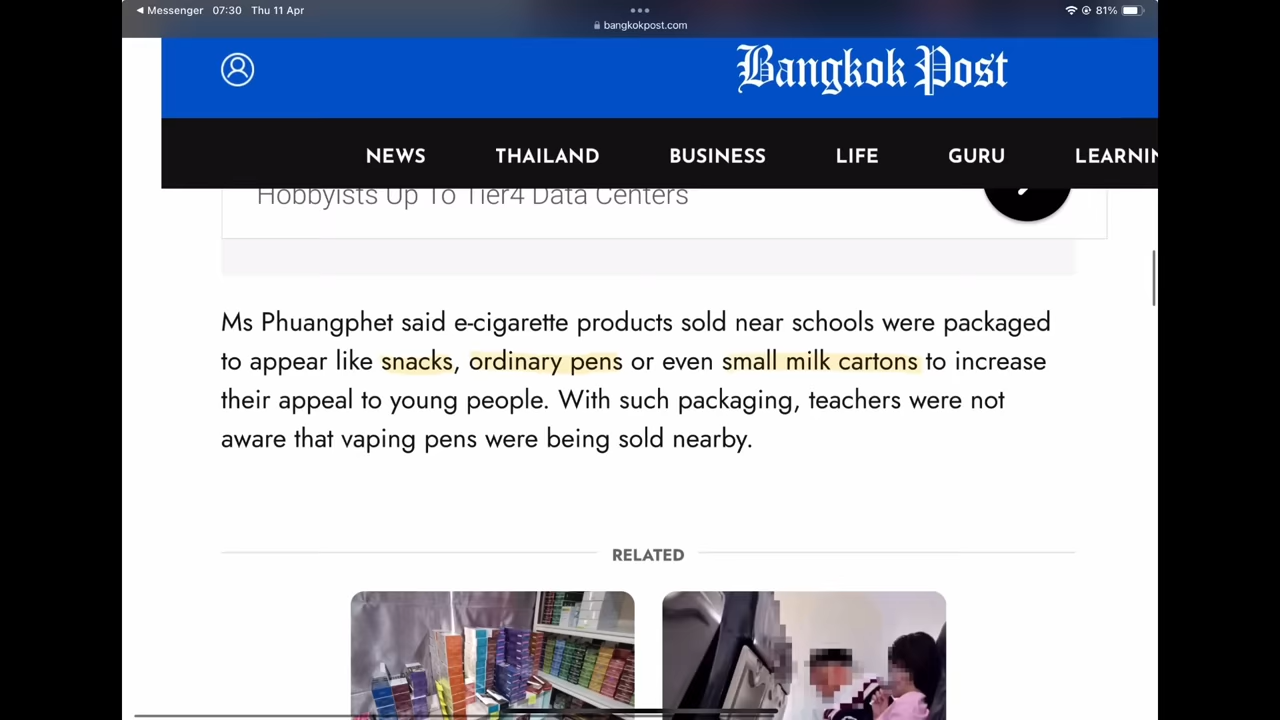 Messenger 07:30 Thu 11 Apr
81%
bangkokpost.com
Bangkok Post
NEWS THAILAND BUSINESS LIFE GURU LEARNIN
Hobbyists Up To Tier4 Data Centers
Ms Phuangphet said e-cigarette products sold near schools were packaged
to appear like snacks, ordinary pens or even small milk cartons to increase
their appeal to young people. With such packaging, teachers were not
aware that vaping pens were being sold nearby.
RELATED